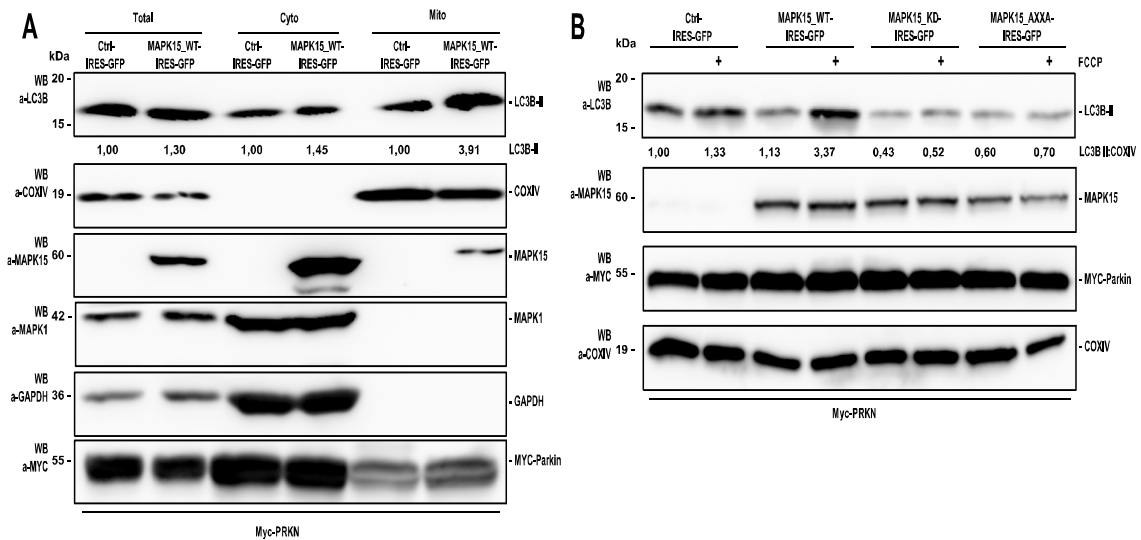 A
Total Cyto Mito
kDa
Ctrl- MAPK15_WT- Ctrl- MAPK15_WT- Ctrl- MAPK15_WT-
IRES-GFP IRES-GFP IRES-GFP IRES-GFP IRES-GFP IRES-GFP
WB
a-LC3B
20 -
15 -
- LC3B-II
1,00 1,30 1,00 1,45 1,00 3,91 LC3B-II
WB
a-COXIV
19 -
- COXIV
WB
a-MAPK15
60 -
- MAPK15
WB
a-MAPK1
42 -
- MAPK1
WB
a-GAPDH
36 -
- GAPDH
WB
a-MYC
55 -
- MYC-Parkin
Myc-PRKN
B
Ctrl- MAPK15_WT- MAPK15_KD- MAPK15_AXXA-
IRES-GFP IRES-GFP IRES-GFP IRES-GFP
kDa
+ + + + FCCP
WB
a-LC3B
20 -
15 -
- LC3B-II
1,00 1,33 1,13 3,37 0,43 0,52 0,60 0,70 LC3B II:COXIV
WB
a-MAPK15
60 -
- MAPK15
WB
a-MYC
55 -
- MYC-Parkin
WB
a-COXIV
19 -
- COXIV
Myc-PRKN